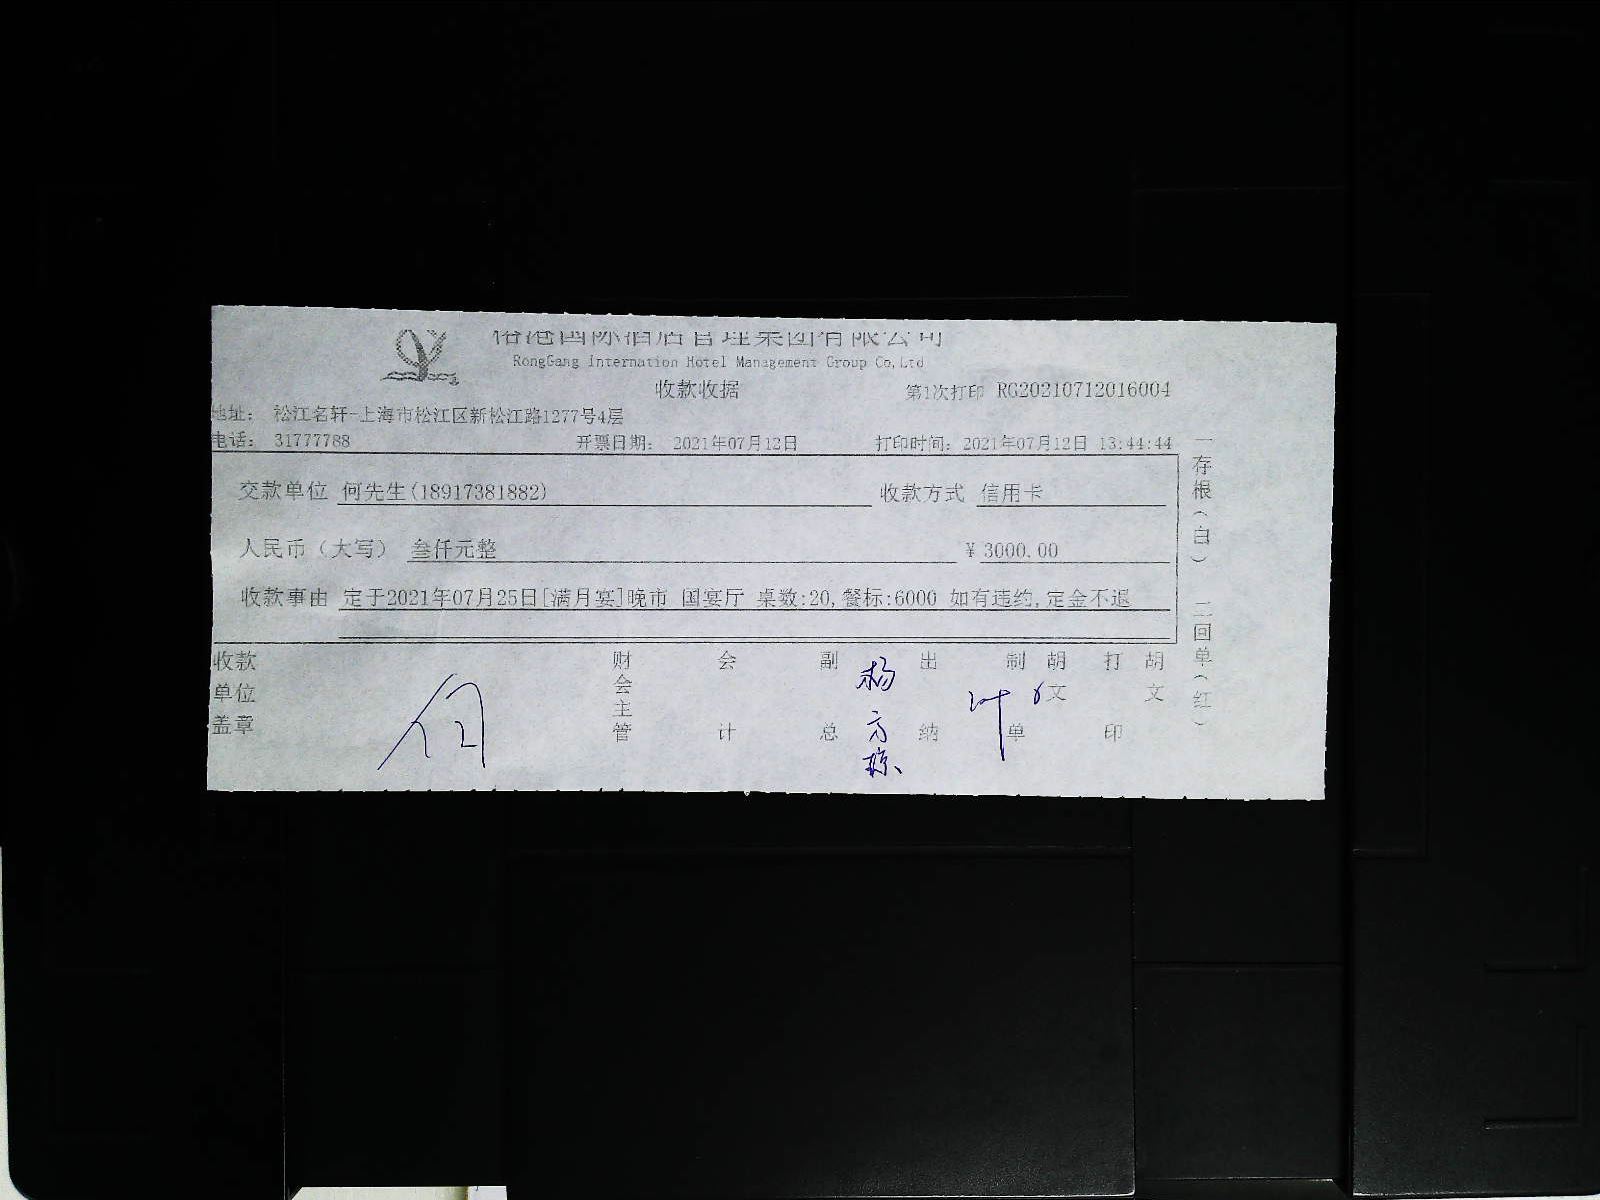 国际酒店管理集团有限公司
RongGang Internation Hotel Management Group Co,Ltd
收款收据
第1次打印 RG20210712016004
地址: 松江名轩-上海市松江区新松江路1277号4层
电话: 31777788 开票日期: 2021年07月12日 打印时间: 2021年07月12日 13:44:44
交款单位 何先生(18917381882) 收款方式 信用卡
人民币（大写） 叁仟元整 ¥ 3000.00
收款事由 定于2021年07月25日[满月宴]晚市 国宴厅 桌数:20,餐标:6000 如有违约,定金不退
收款单位盖章 何 财会主管 会计 副总 杨 出纳 叶 制单 胡文 打印 胡文
一存根（白） 二回单（红）